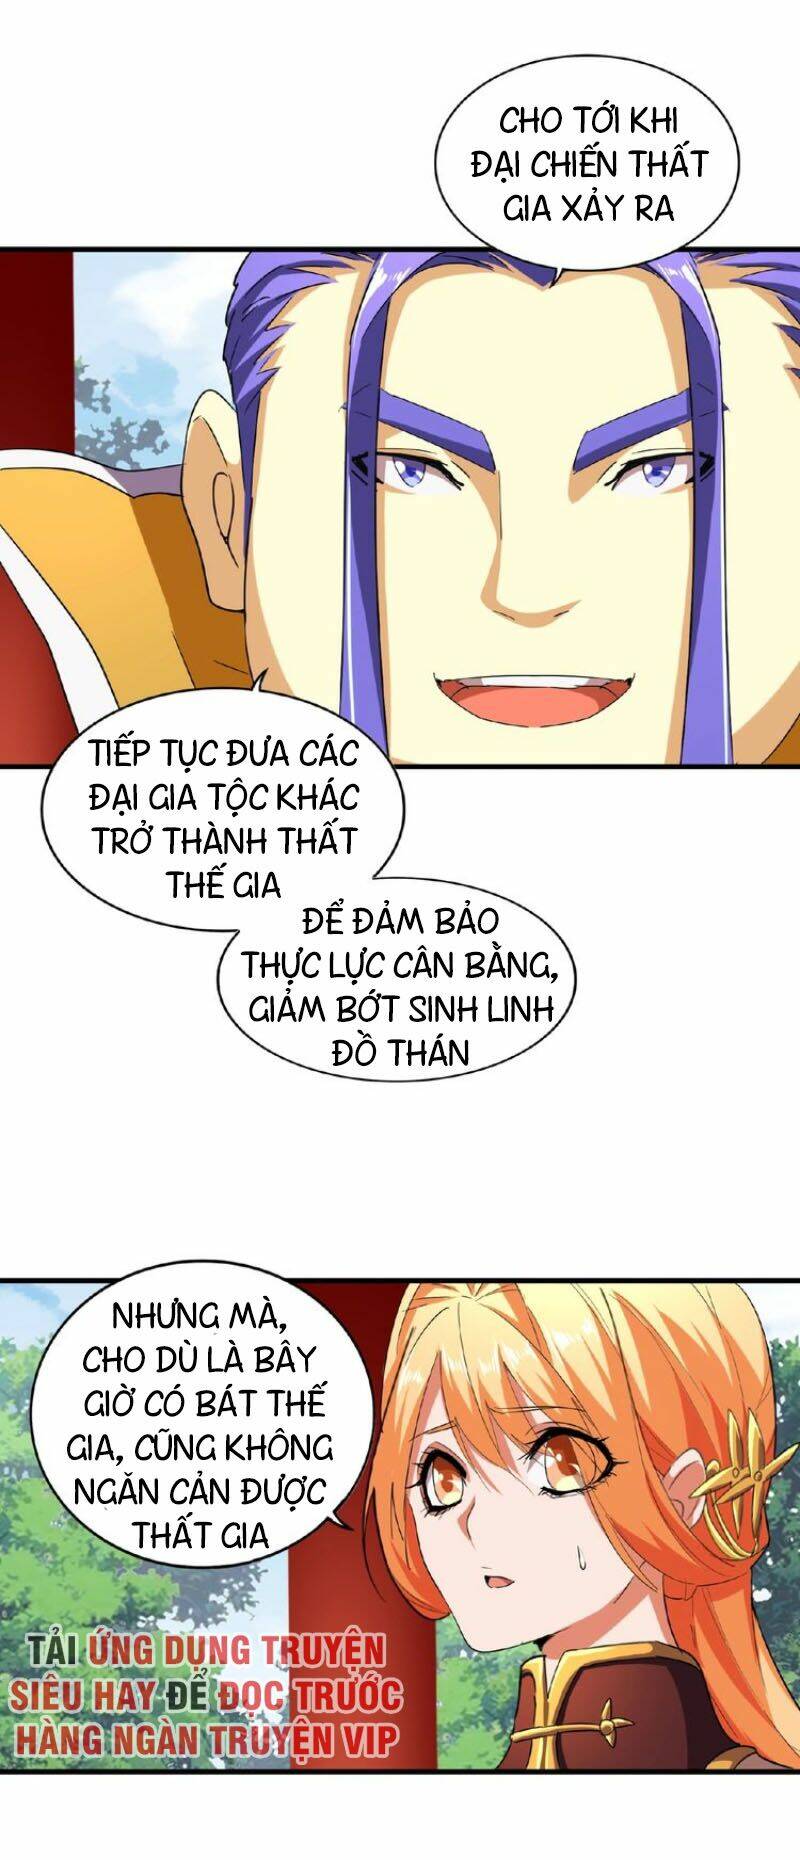 CHO TỚI KHI
ĐẠI CHIẾN THẤT
GIA XẢY RA
TIẾP TỤC ĐƯA CÁC
ĐẠI GIA TỘC KHÁC
TRỞ THÀNH THẤT
THẾ GIA
ĐỂ ĐẢM BẢO
THỰC LỰC CÂN BẰNG,
GIẢM BỚT SINH LINH
ĐỒ THÁN
NHƯNG MÀ,
CHO DÙ LÀ BÂY
GIỜ CÓ BÁT THẾ
GIA, CŨNG KHÔNG
NGĂN CẢN ĐƯỢC
THẤT GIA
TẢI ỨNG DỤNG TRUYỆN
SIÊU HAY ĐỂ ĐỌC TRƯỚC
HÀNG NGÀN TRUYỆN VIP